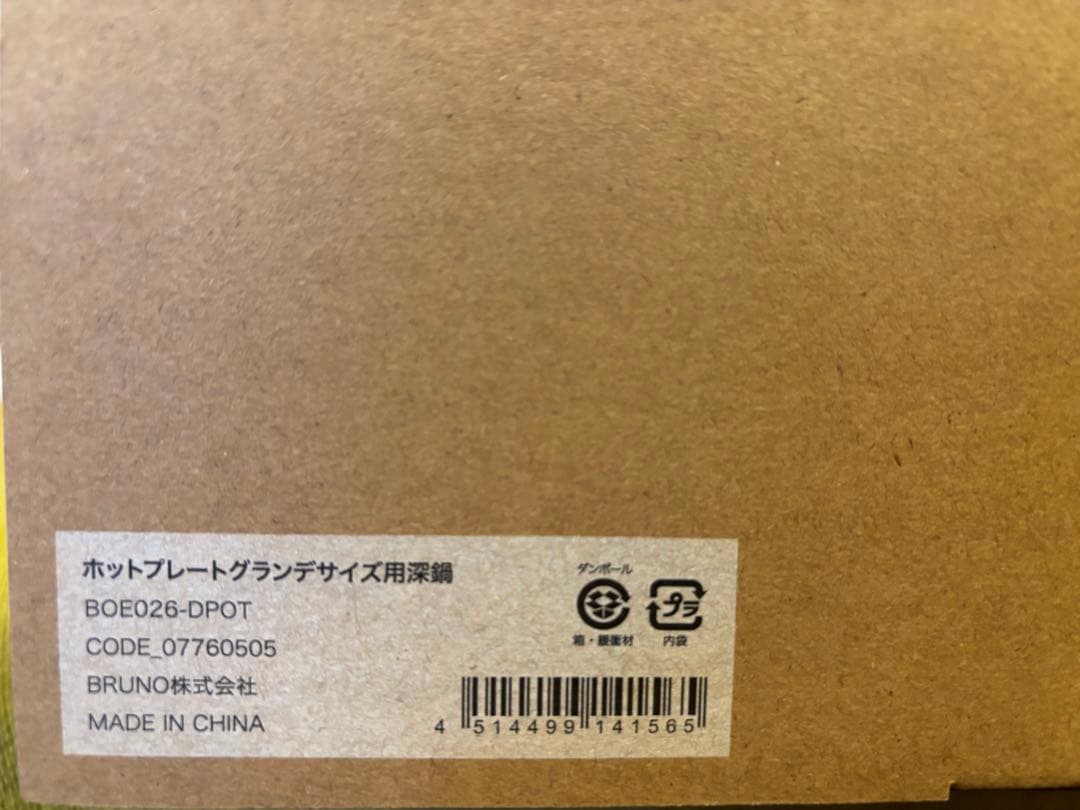 ホットプレートグランデサイズ用深鍋
BOE026-DPOT
CODE_07760505
BRUNO株式会社
MADE IN CHINA
ダンボール
箱・緩衝材
プラ
内袋
4 514499 141565